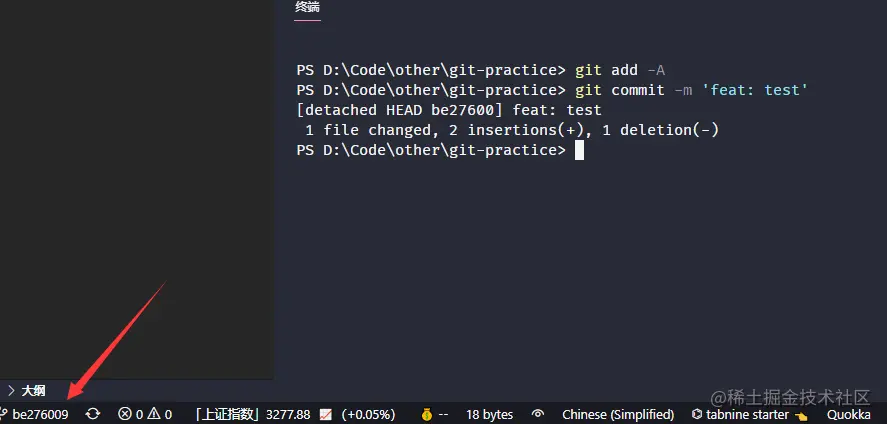 终端
PS D:\Code\other\git-practice> git add -A
PS D:\Code\other\git-practice> git commit -m 'feat: test'
[detached HEAD be27600] feat: test
 1 file changed, 2 insertions(+), 1 deletion(-)
PS D:\Code\other\git-practice>
大纲
be276009 0 0 「上证指数」3277.88 (+0.05%) -- 18 bytes Chinese (Simplified) tabnine starter Quokka
@稀土掘金技术社区